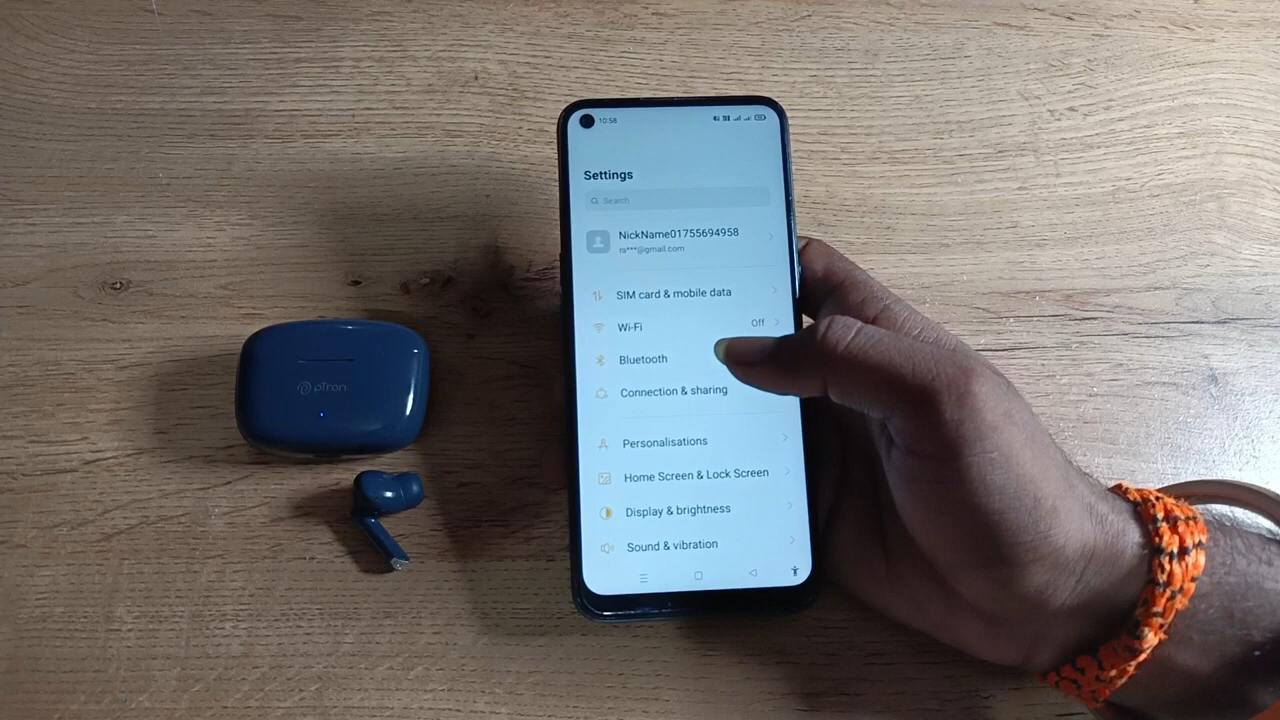 10:58
Settings
Search
NickName01755694958
ra***@gmail.com
SIM card & mobile data
Wi-Fi
Off
Bluetooth
Connection & sharing
Personalisations
Home Screen & Lock Screen
Display & brightness
Sound & vibration
pTron